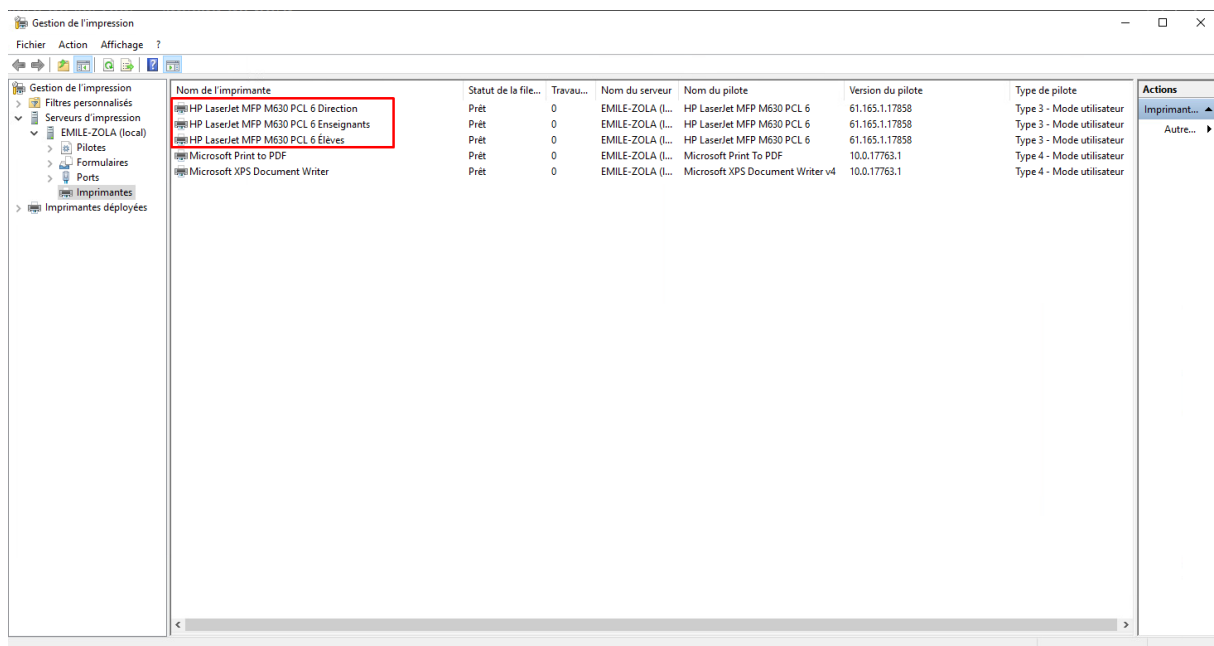 Gestion de l'impression
Fichier Action Affichage ?
Gestion de l'impression
Filtres personnalisés
Serveurs d'impression
EMILE-ZOLA (local)
Pilotes
Formulaires
Ports
Imprimantes
Imprimantes déployées
Nom de l'imprimante Statut de la file... Travau... Nom du serveur Nom du pilote Version du pilote Type de pilote
HP LaserJet MFP M630 PCL 6 Direction Prêt 0 EMILE-ZOLA (l... HP LaserJet MFP M630 PCL 6 61.165.1.17858 Type 3 - Mode utilisateur
HP LaserJet MFP M630 PCL 6 Enseignants Prêt 0 EMILE-ZOLA (l... HP LaserJet MFP M630 PCL 6 61.165.1.17858 Type 3 - Mode utilisateur
HP LaserJet MFP M630 PCL 6 Élèves Prêt 0 EMILE-ZOLA (l... HP LaserJet MFP M630 PCL 6 61.165.1.17858 Type 3 - Mode utilisateur
Microsoft Print to PDF Prêt 0 EMILE-ZOLA (l... Microsoft Print To PDF 10.0.17763.1 Type 4 - Mode utilisateur
Microsoft XPS Document Writer Prêt 0 EMILE-ZOLA (l... Microsoft XPS Document Writer v4 10.0.17763.1 Type 4 - Mode utilisateur
Actions
Imprimant...
Autre...